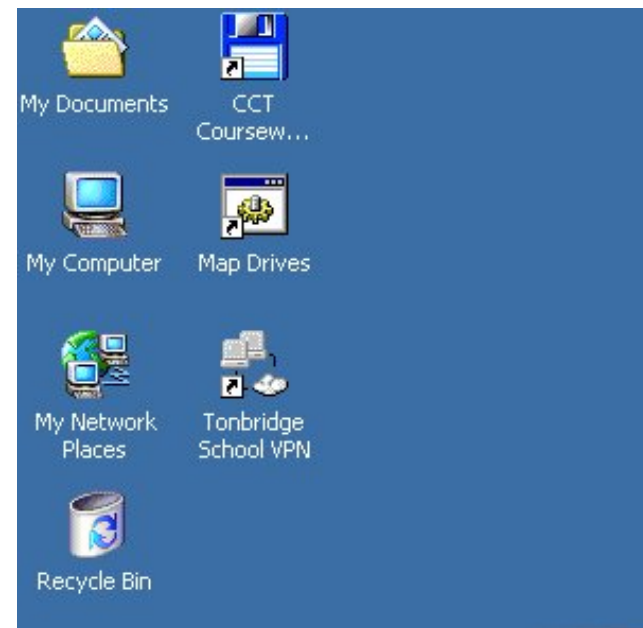 My Documents
CCT
Coursew...
My Computer
Map Drives
My Network
Places
Tonbridge
School VPN
Recycle Bin